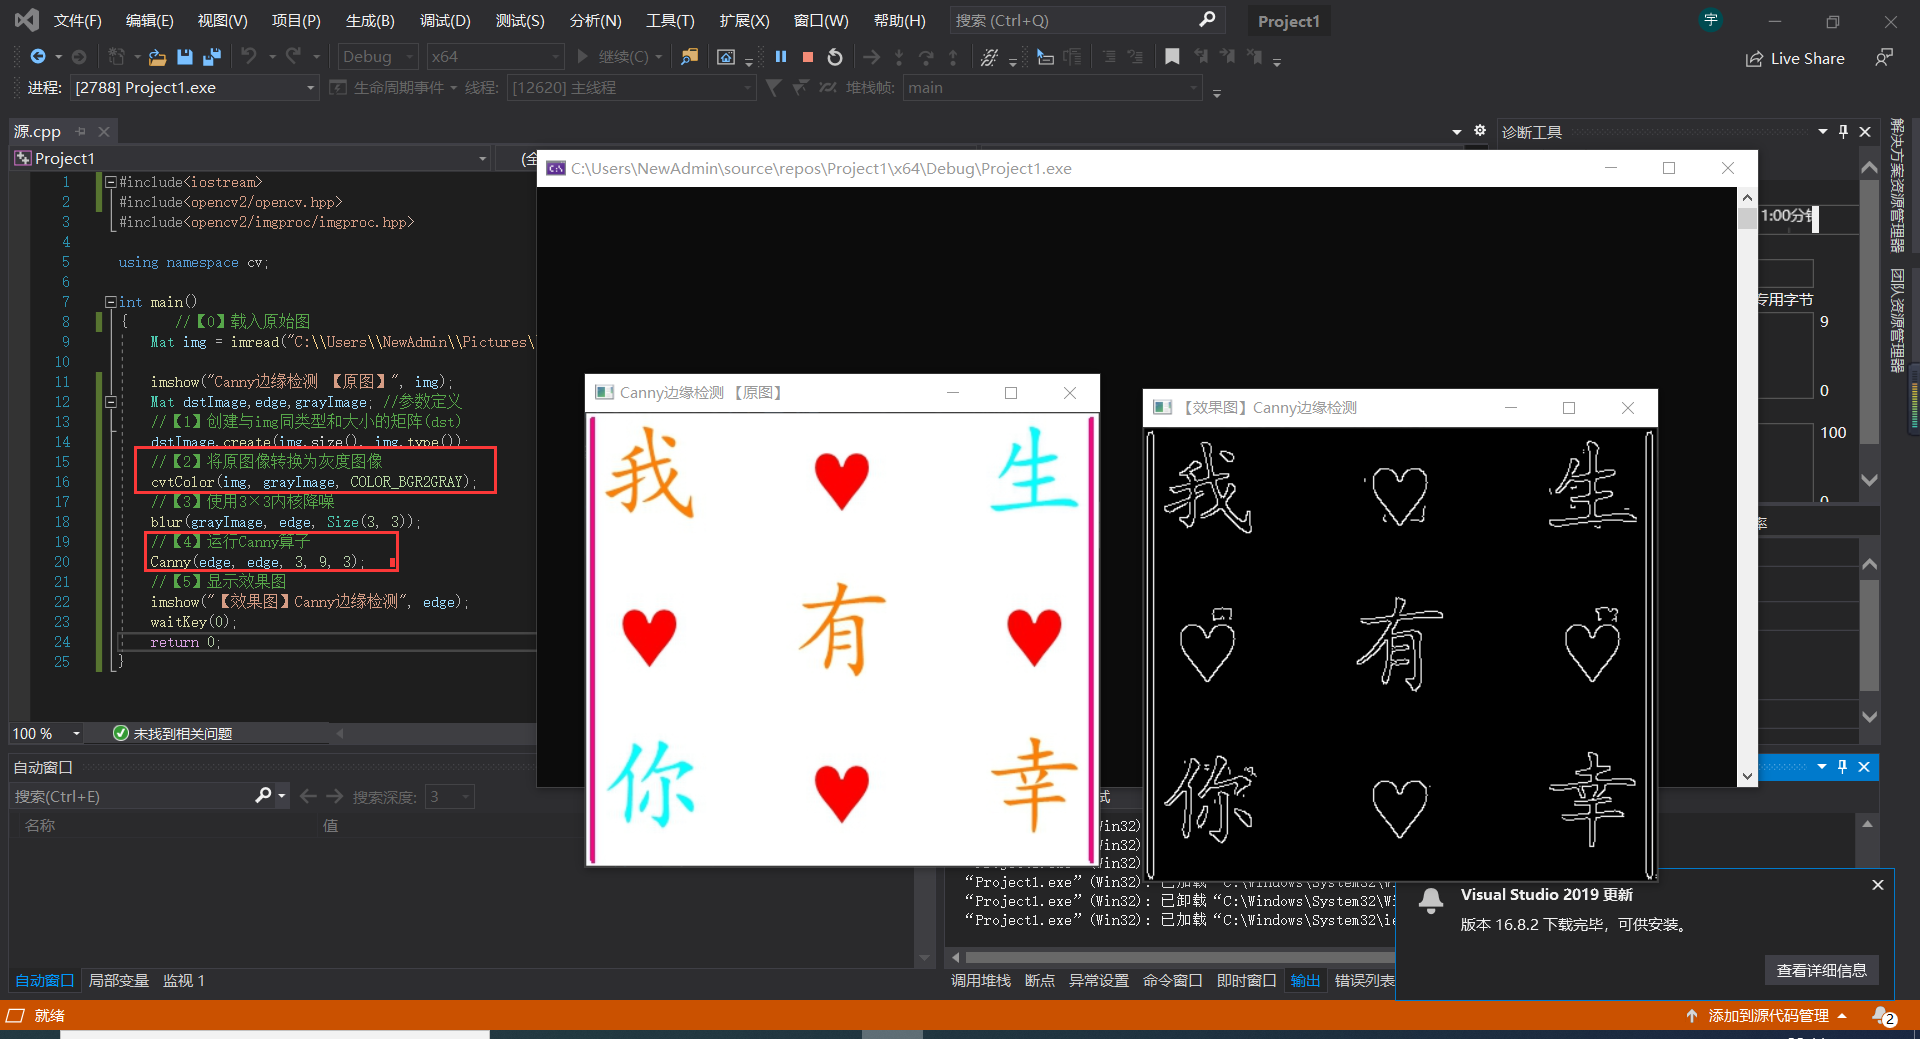 文件(F) 编辑(E) 视图(V) 项目(P) 生成(B) 调试(D) 测试(S) 分析(N) 工具(T) 扩展(X) 窗口(W) 帮助(H) 搜索 (Ctrl+Q) Project1 宇
Debug x64 继续(C) Live Share
进程: [2788] Project1.exe 生命周期事件 线程: [12620] 主线程 堆栈帧: main
源.cpp
诊断工具
Project1
(全
1 #include<iostream>
2 #include<opencv2/opencv.hpp>
3 #include<opencv2/imgproc/imgproc.hpp>
4
5 using namespace cv;
6
7 int main()
8 { //【0】载入原始图
9 Mat img = imread("C:\\Users\\NewAdmin\\Pictures\
10
11 imshow("Canny边缘检测 【原图】", img);
12 Mat dstImage,edge,grayImage; //参数定义
13 //【1】创建与img同类型和大小的矩阵(dst)
14 dstImage.create(img.size(), img.type());
15 //【2】将原图像转换为灰度图像
16 cvtColor(img, grayImage, COLOR_BGR2GRAY);
17 //【3】使用3×3内核降噪
18 blur(grayImage, edge, Size(3, 3));
19 //【4】运行Canny算子
20 Canny(edge, edge, 3, 9, 3);
21 //【5】显示效果图
22 imshow("【效果图】Canny边缘检测", edge);
23 waitKey(0);
24 return 0;
25 }
100 % 未找到相关问题
C:\Users\NewAdmin\source\repos\Project1\x64\Debug\Project1.exe
Canny边缘检测 【原图】
我 生
有
你 幸
【效果图】Canny边缘检测
我 生
有
你 幸
1:00分钟
专用字节
9
0
100
0
率
解决方案资源管理器
团队资源管理器
自动窗口
搜索(Ctrl+E) 搜索深度: 3
名称 值
自动窗口 局部变量 监视 1
式
Win32)
Win32)
Win32)
“Project1.exe”(Win32): 已加载“C:\Windows\System32\W
“Project1.exe”(Win32): 已卸载“C:\Windows\System32\W
“Project1.exe”(Win32): 已加载“C:\Windows\System32\ie
调用堆栈 断点 异常设置 命令窗口 即时窗口 输出 错误列表
Visual Studio 2019 更新
版本 16.8.2 下载完毕，可供安装。
查看详细信息
就绪
添加到源代码管理 2